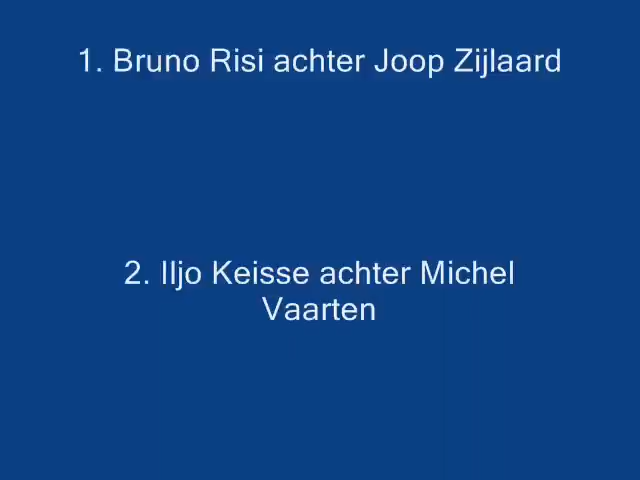 1. Bruno Risi achter Joop Zijlaard
2. Iljo Keisse achter Michel
Vaarten